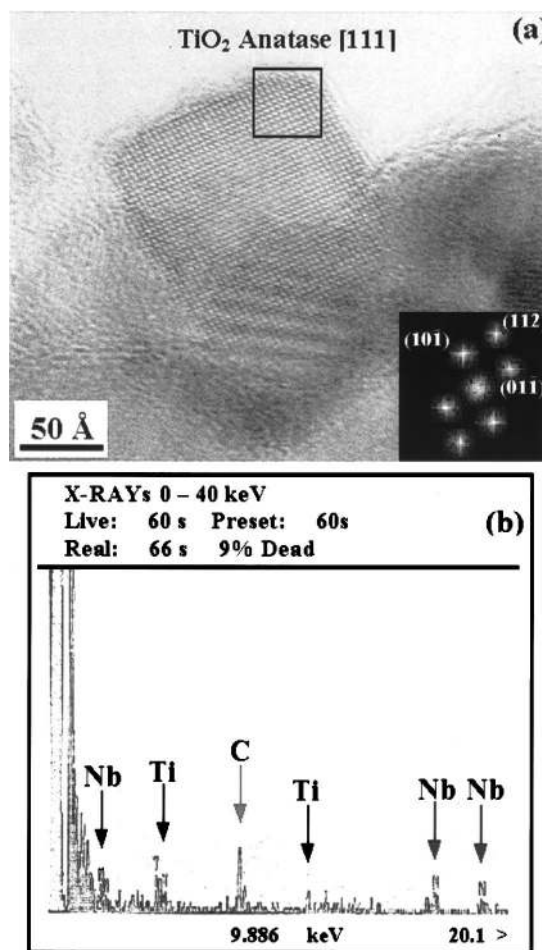 TiO₂ Anatase [111]
(a)
(112
(101̄)
(011̄)
50 Å
X-RAYs 0 – 40 keV
Live: 60 s Preset: 60s
(b)
Real: 66 s 9% Dead
C
Nb Ti Ti Nb Nb
9.886 keV 20.1 >